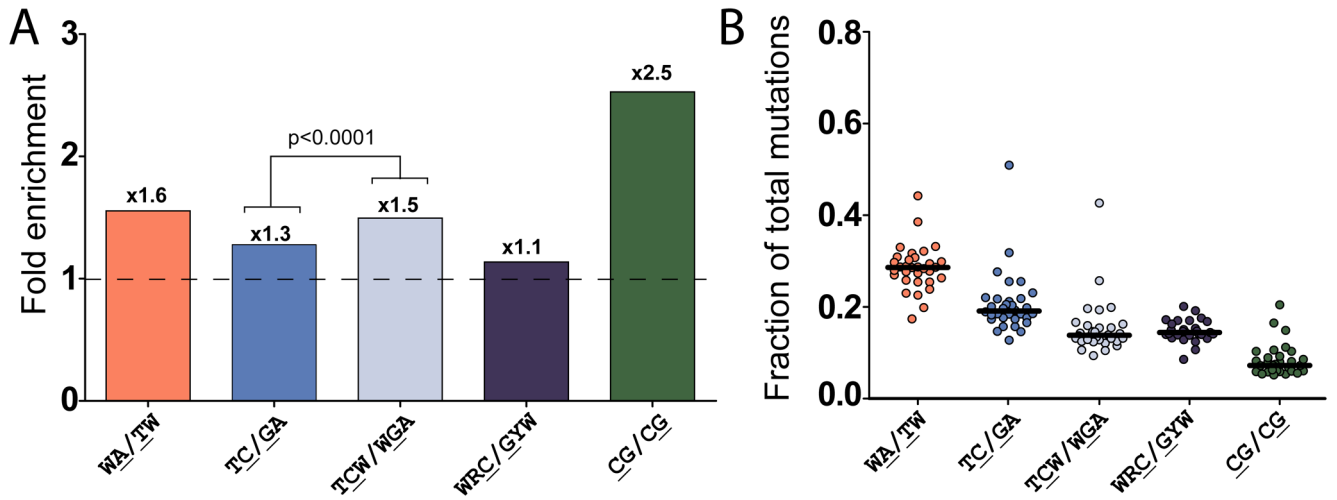 A
Fold enrichment
3
2
1
0
x1.6
x1.3
p<0.0001
x1.5
x1.1
x2.5
WA/TW
TC/GA
TCW/WGA
WRC/GYW
CG/CG
B
Fraction of total mutations
0.8
0.6
0.4
0.2
0.0
WA/TW
TC/GA
TCW/WGA
WRC/GYW
CG/CG